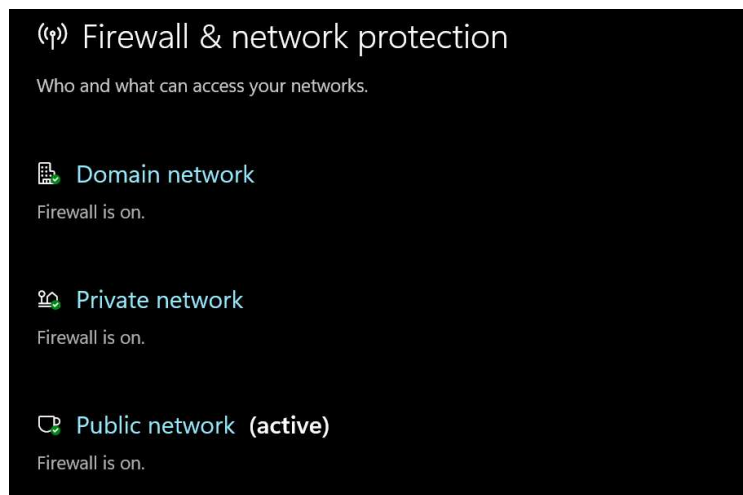 Firewall & network protection
Who and what can access your networks.
Domain network
Firewall is on.
Private network
Firewall is on.
Public network (active)
Firewall is on.